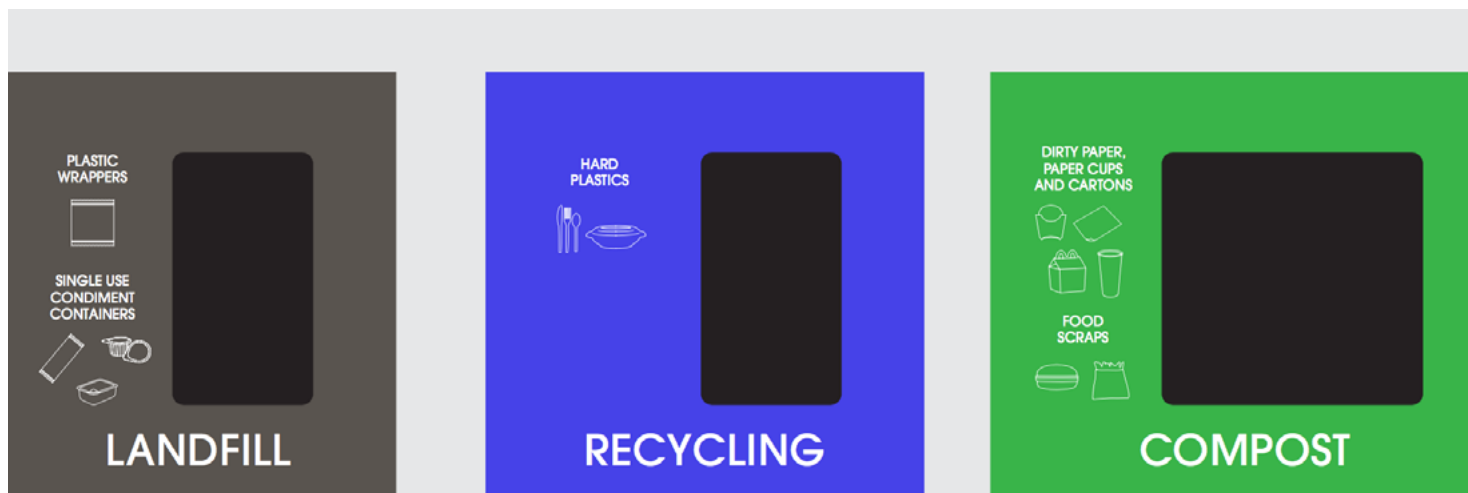 PLASTIC
WRAPPERS
SINGLE USE
CONDIMENT
CONTAINERS
LANDFILL
HARD
PLASTICS
RECYCLING
DIRTY PAPER,
PAPER CUPS
AND CARTONS
FOOD
SCRAPS
COMPOST